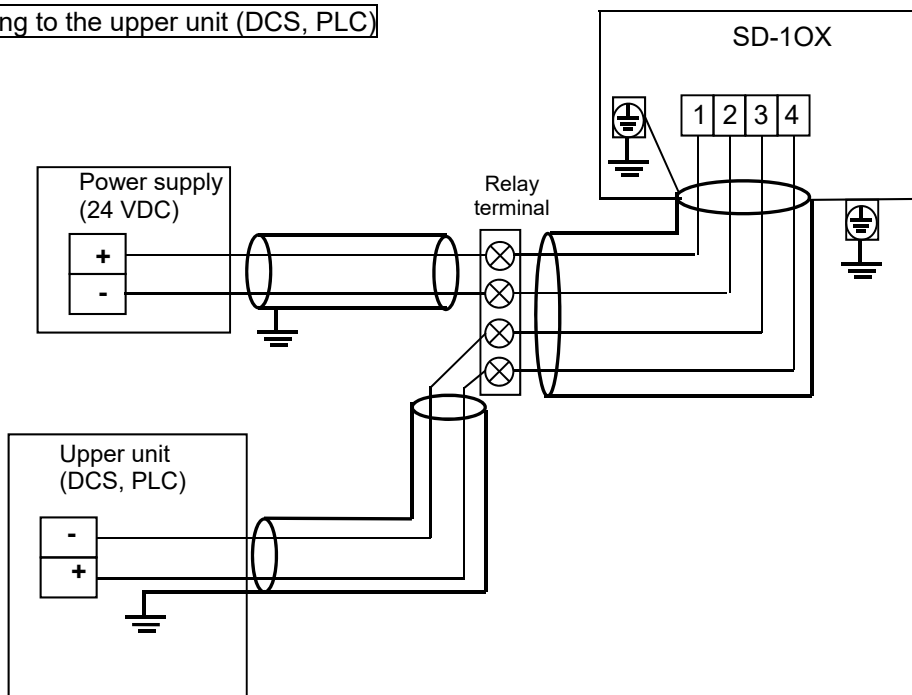 to the upper unit (DCS, PLC)
SD-1OX
1 2 3 4
Power supply
(24 VDC)
+
-
Relay
terminal
Upper unit
(DCS, PLC)
-
+